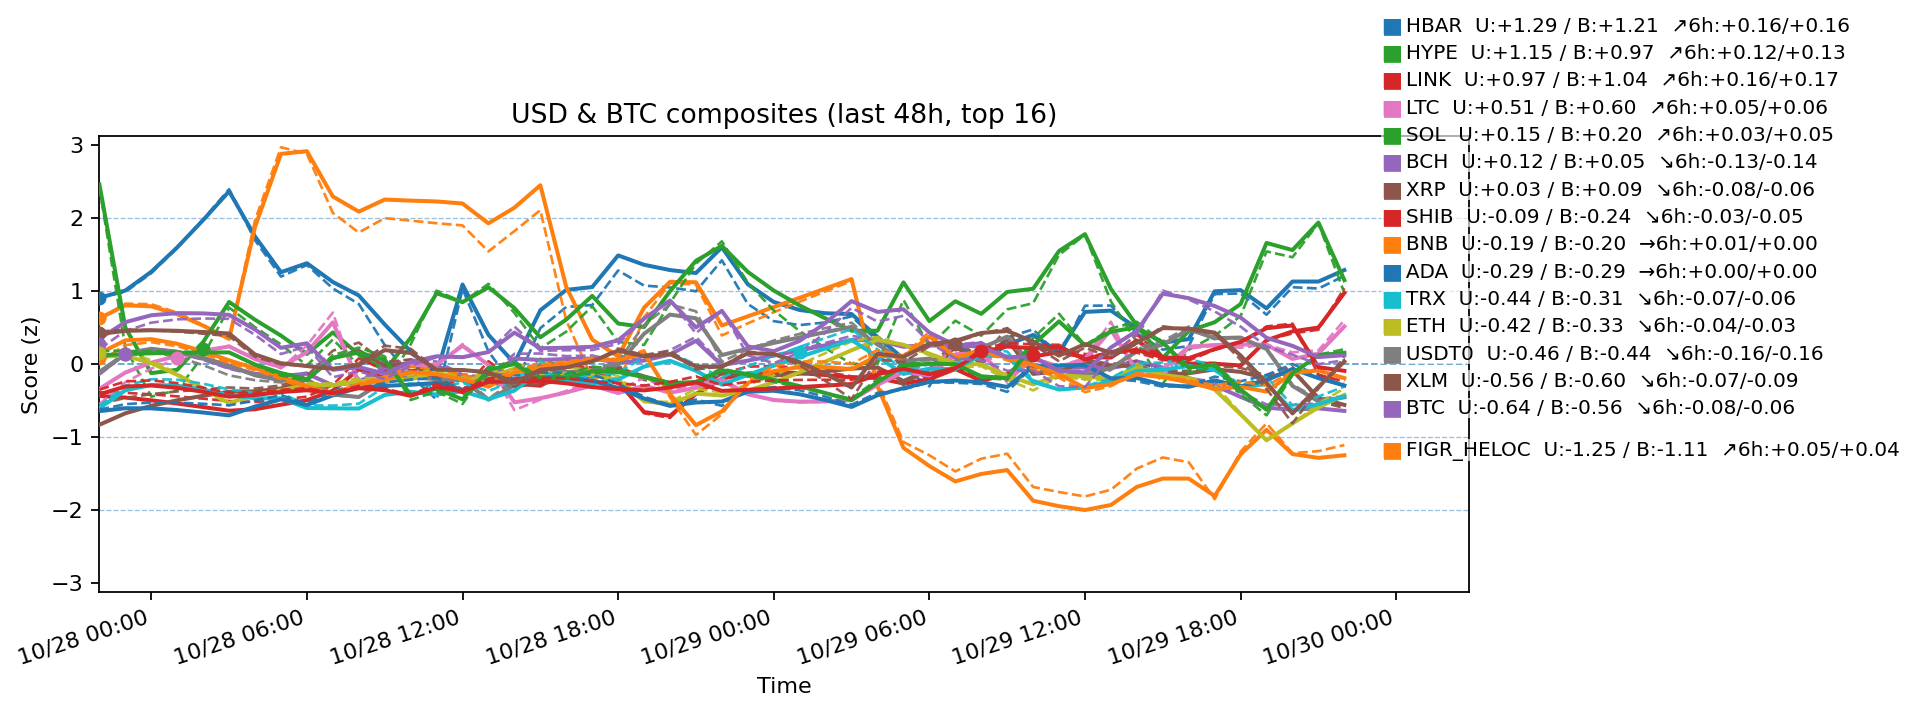 HBAR  U:+1.29 / B:+1.21  ↗6h:+0.16/+0.16
HYPE  U:+1.15 / B:+0.97  ↗6h:+0.12/+0.13
LINK  U:+0.97 / B:+1.04  ↗6h:+0.16/+0.17
LTC  U:+0.51 / B:+0.60  ↗6h:+0.05/+0.06
SOL  U:+0.15 / B:+0.20  ↗6h:+0.03/+0.05
BCH  U:+0.12 / B:+0.05  ↘6h:-0.13/-0.14
XRP  U:+0.03 / B:+0.09  ↘6h:-0.08/-0.06
SHIB  U:-0.09 / B:-0.24  ↘6h:-0.03/-0.05
BNB  U:-0.19 / B:-0.20  →6h:+0.01/+0.00
ADA  U:-0.29 / B:-0.29  →6h:+0.00/+0.00
TRX  U:-0.44 / B:-0.31  ↘6h:-0.07/-0.06
ETH  U:-0.42 / B:-0.33  ↘6h:-0.04/-0.03
USDT0  U:-0.46 / B:-0.44  ↘6h:-0.16/-0.16
XLM  U:-0.56 / B:-0.60  ↘6h:-0.07/-0.09
BTC  U:-0.64 / B:-0.56  ↘6h:-0.08/-0.06
FIGR_HELOC  U:-1.25 / B:-1.11  ↗6h:+0.05/+0.04
USD & BTC composites (last 48h, top 16)
Score (z)
3
2
1
0
−1
−2
−3
10/28 00:00
10/28 06:00
10/28 12:00
10/28 18:00
10/29 00:00
10/29 06:00
10/29 12:00
10/29 18:00
10/30 00:00
Time